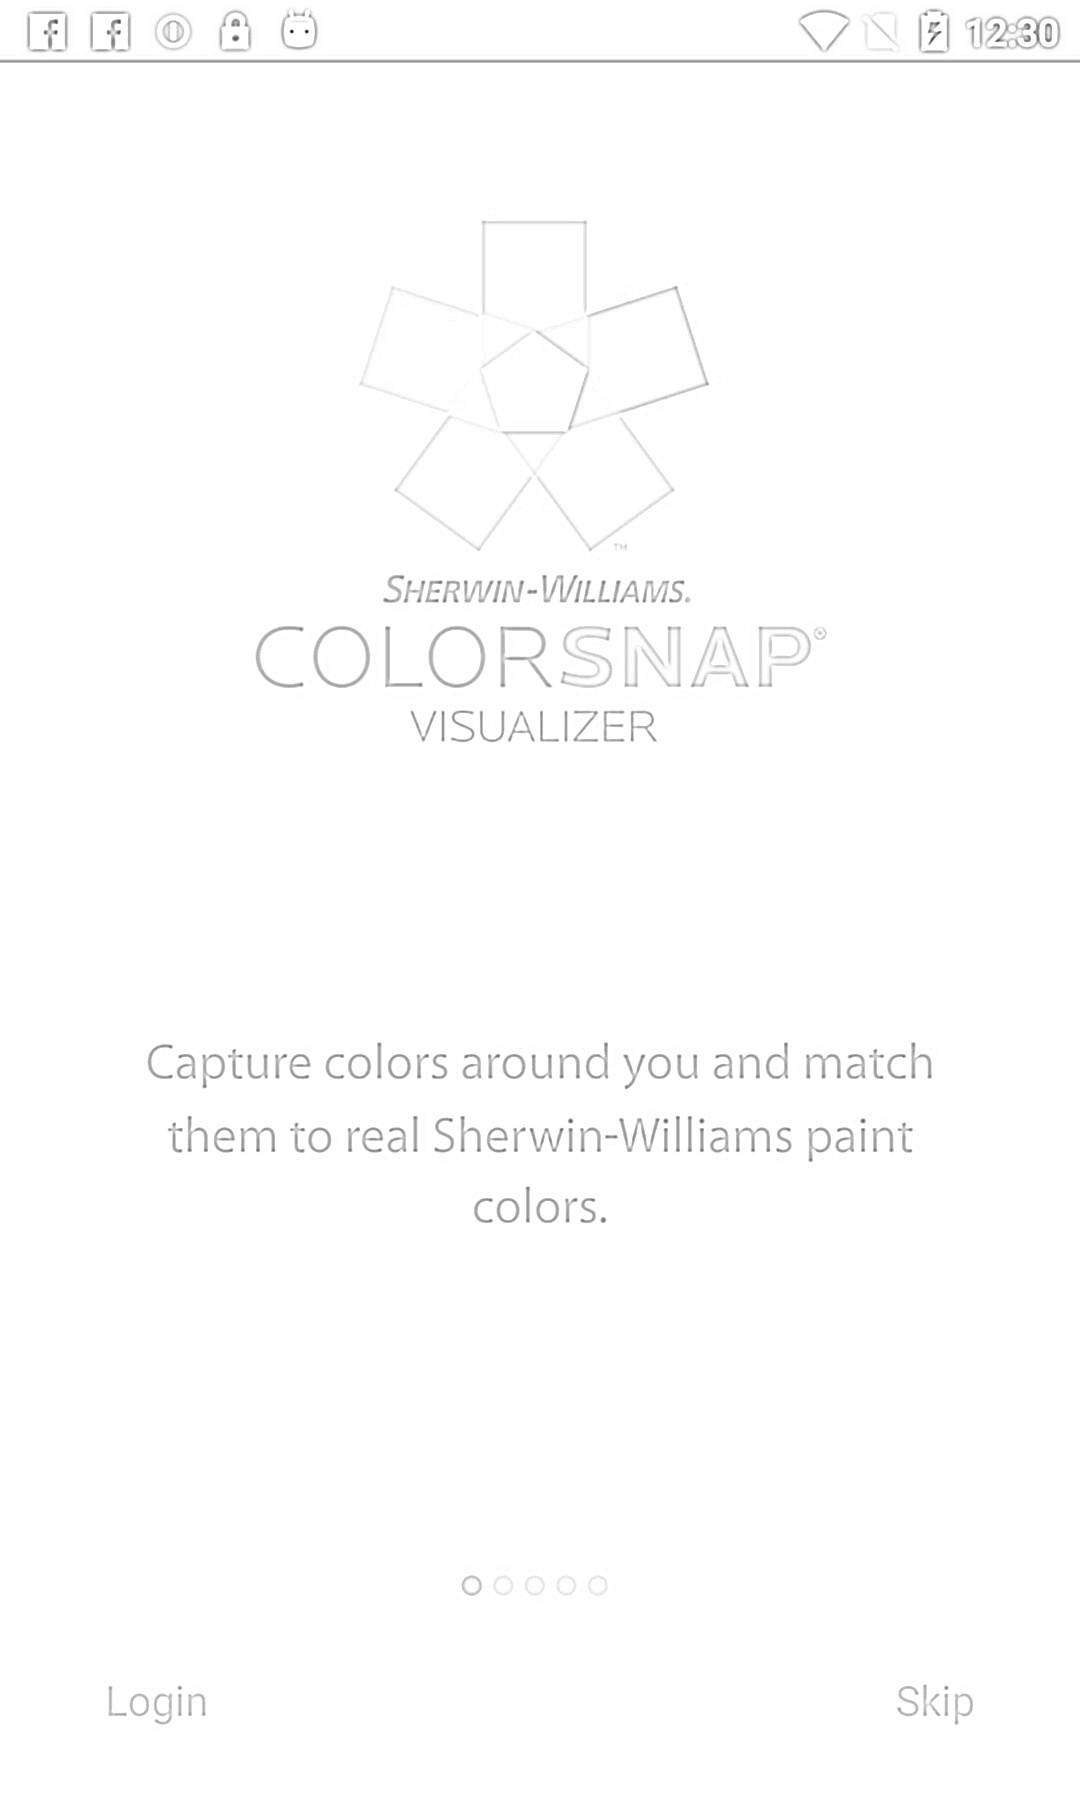 12:30
TM
SHERWIN-WILLIAMS.
COLORSNAP®
VISUALIZER
Capture colors around you and match
them to real Sherwin-Williams paint
colors.
Login
Skip